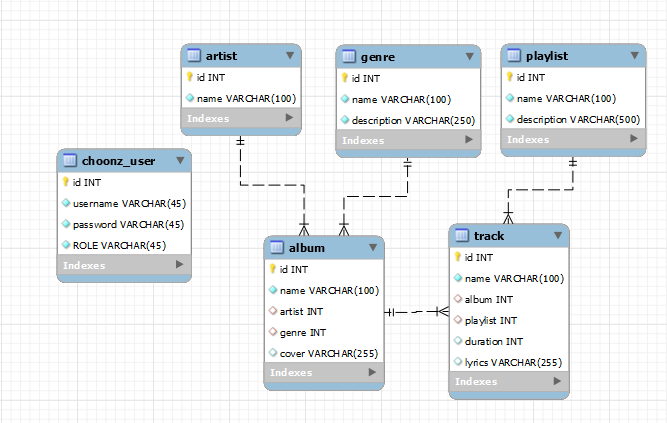 artist
id INT
name VARCHAR(100)
Indexes
genre
id INT
name VARCHAR(100)
description VARCHAR(250)
Indexes
playlist
id INT
name VARCHAR(100)
description VARCHAR(500)
Indexes
choonz_user
id INT
username VARCHAR(45)
password VARCHAR(45)
ROLE VARCHAR(45)
Indexes
album
id INT
name VARCHAR(100)
artist INT
genre INT
cover VARCHAR(255)
Indexes
track
id INT
name VARCHAR(100)
album INT
playlist INT
duration INT
lyrics VARCHAR(255)
Indexes